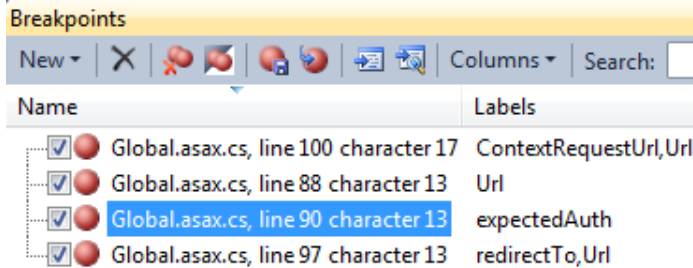 Breakpoints
New Columns Search:
Name Labels
Global.asax.cs, line 100 character 17 ContextRequestUrl,Url
Global.asax.cs, line 88 character 13 Url
Global.asax.cs, line 90 character 13 expectedAuth
Global.asax.cs, line 97 character 13 redirectTo,Url